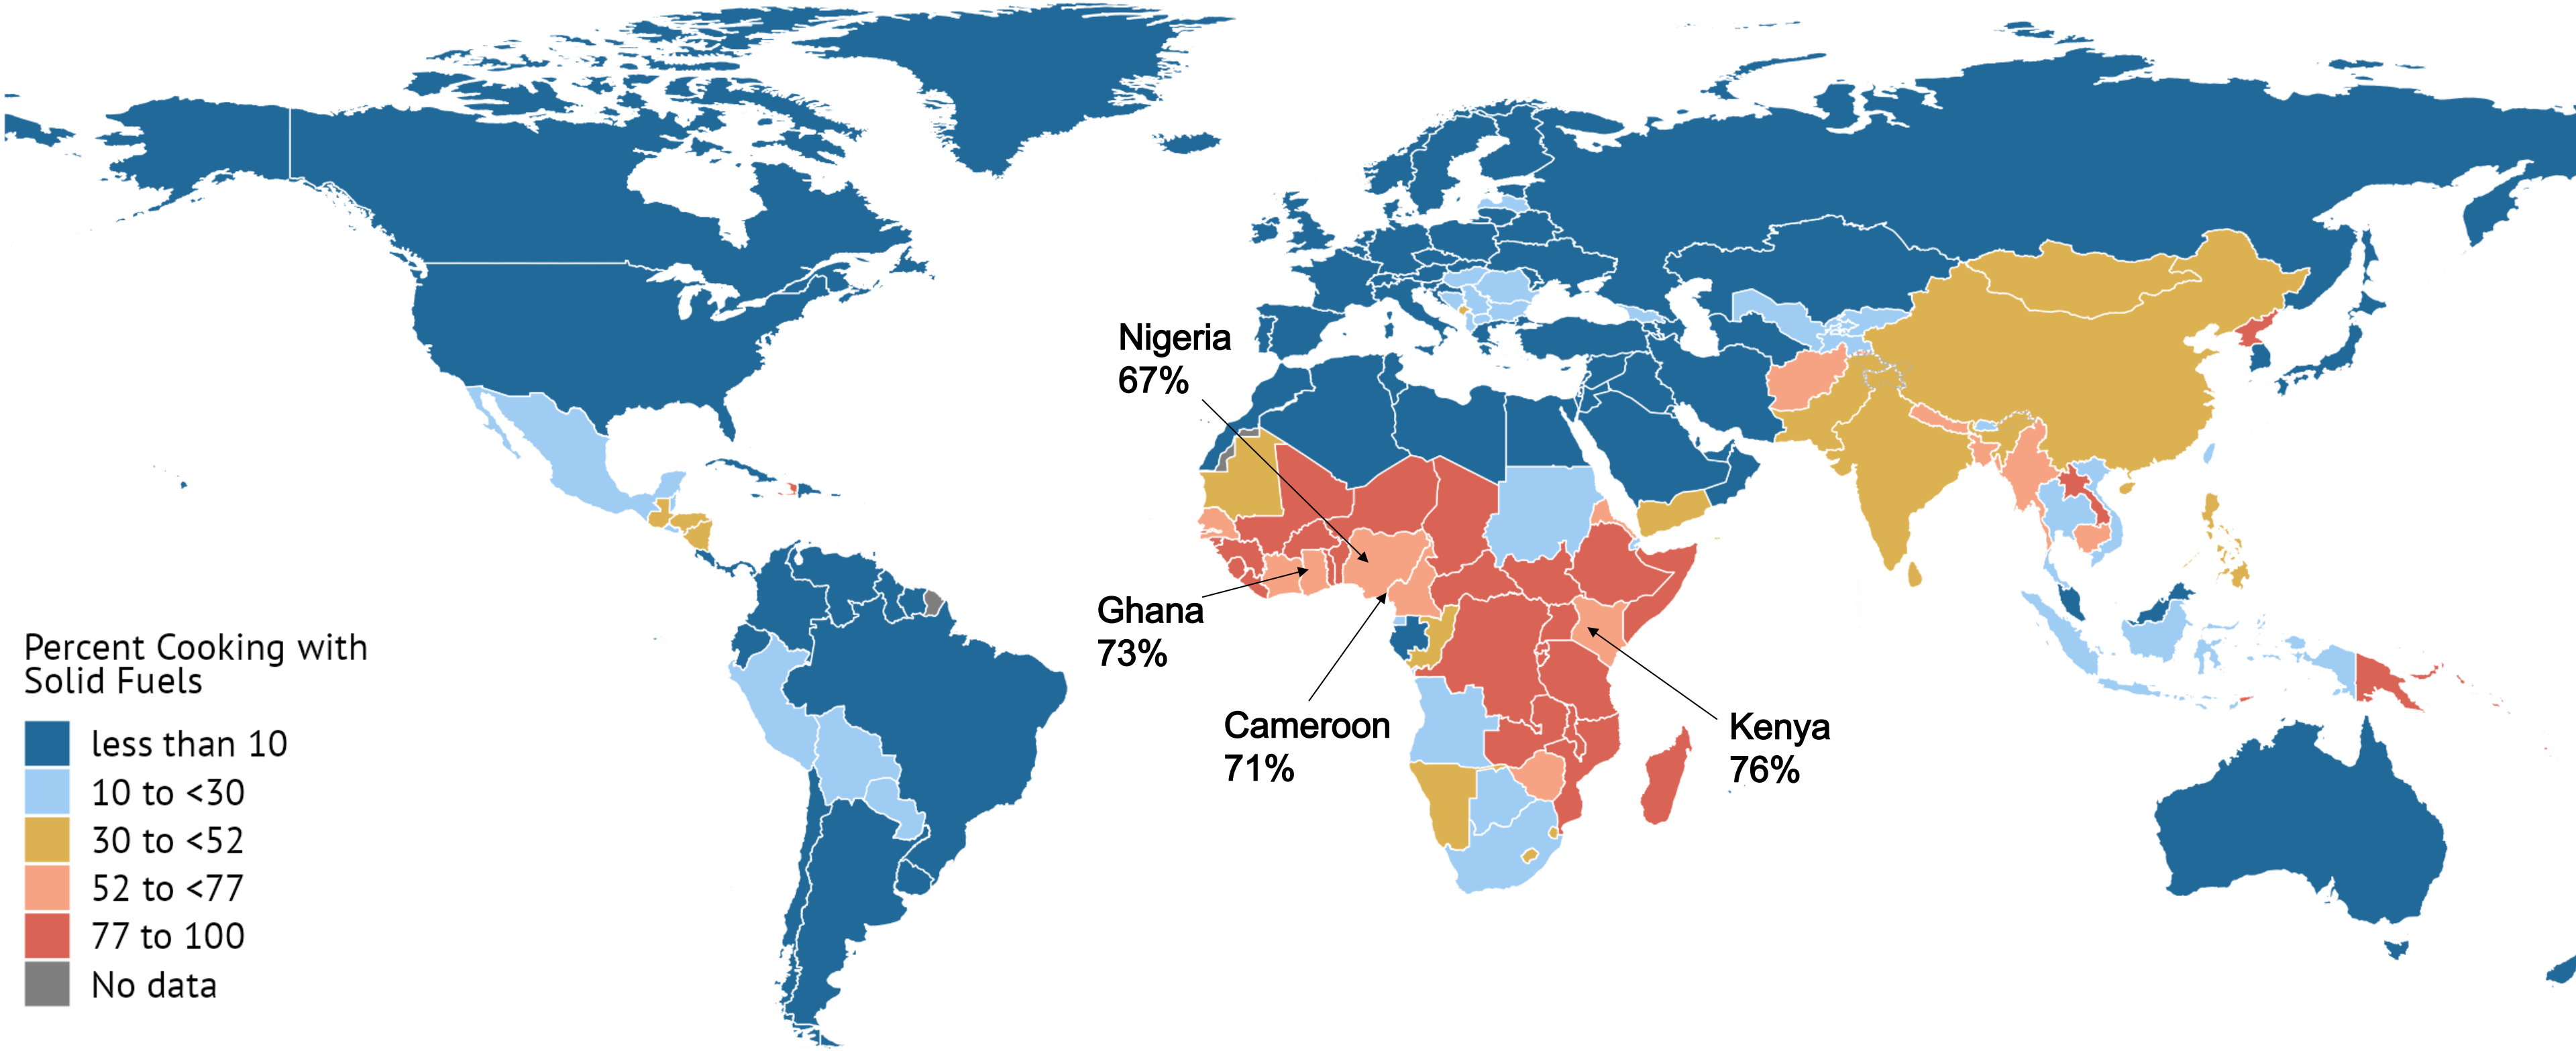 Nigeria
67%
Ghana
73%
Cameroon
71%
Kenya
76%
Percent Cooking with
Solid Fuels
less than 10
10 to <30
30 to <52
52 to <77
77 to 100
No data